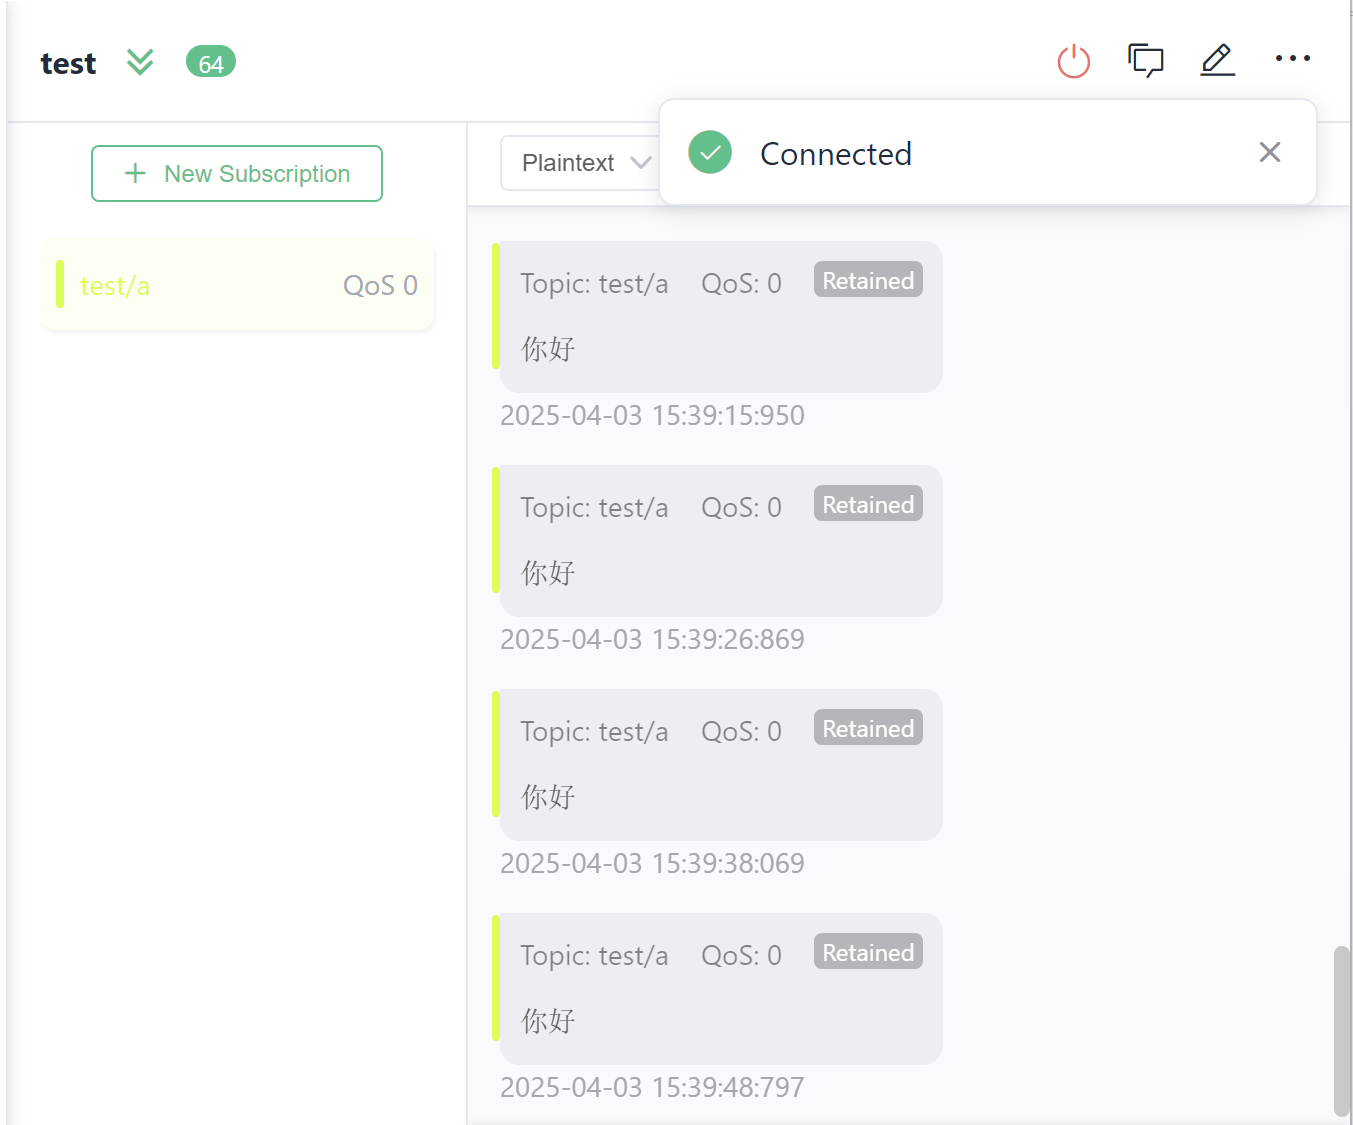 test 64
Connected
+ New Subscription
Plaintext
test/a QoS 0
Topic: test/a QoS: 0 Retained
你好
2025-04-03 15:39:15:950
Topic: test/a QoS: 0 Retained
你好
2025-04-03 15:39:26:869
Topic: test/a QoS: 0 Retained
你好
2025-04-03 15:39:38:069
Topic: test/a QoS: 0 Retained
你好
2025-04-03 15:39:48:797